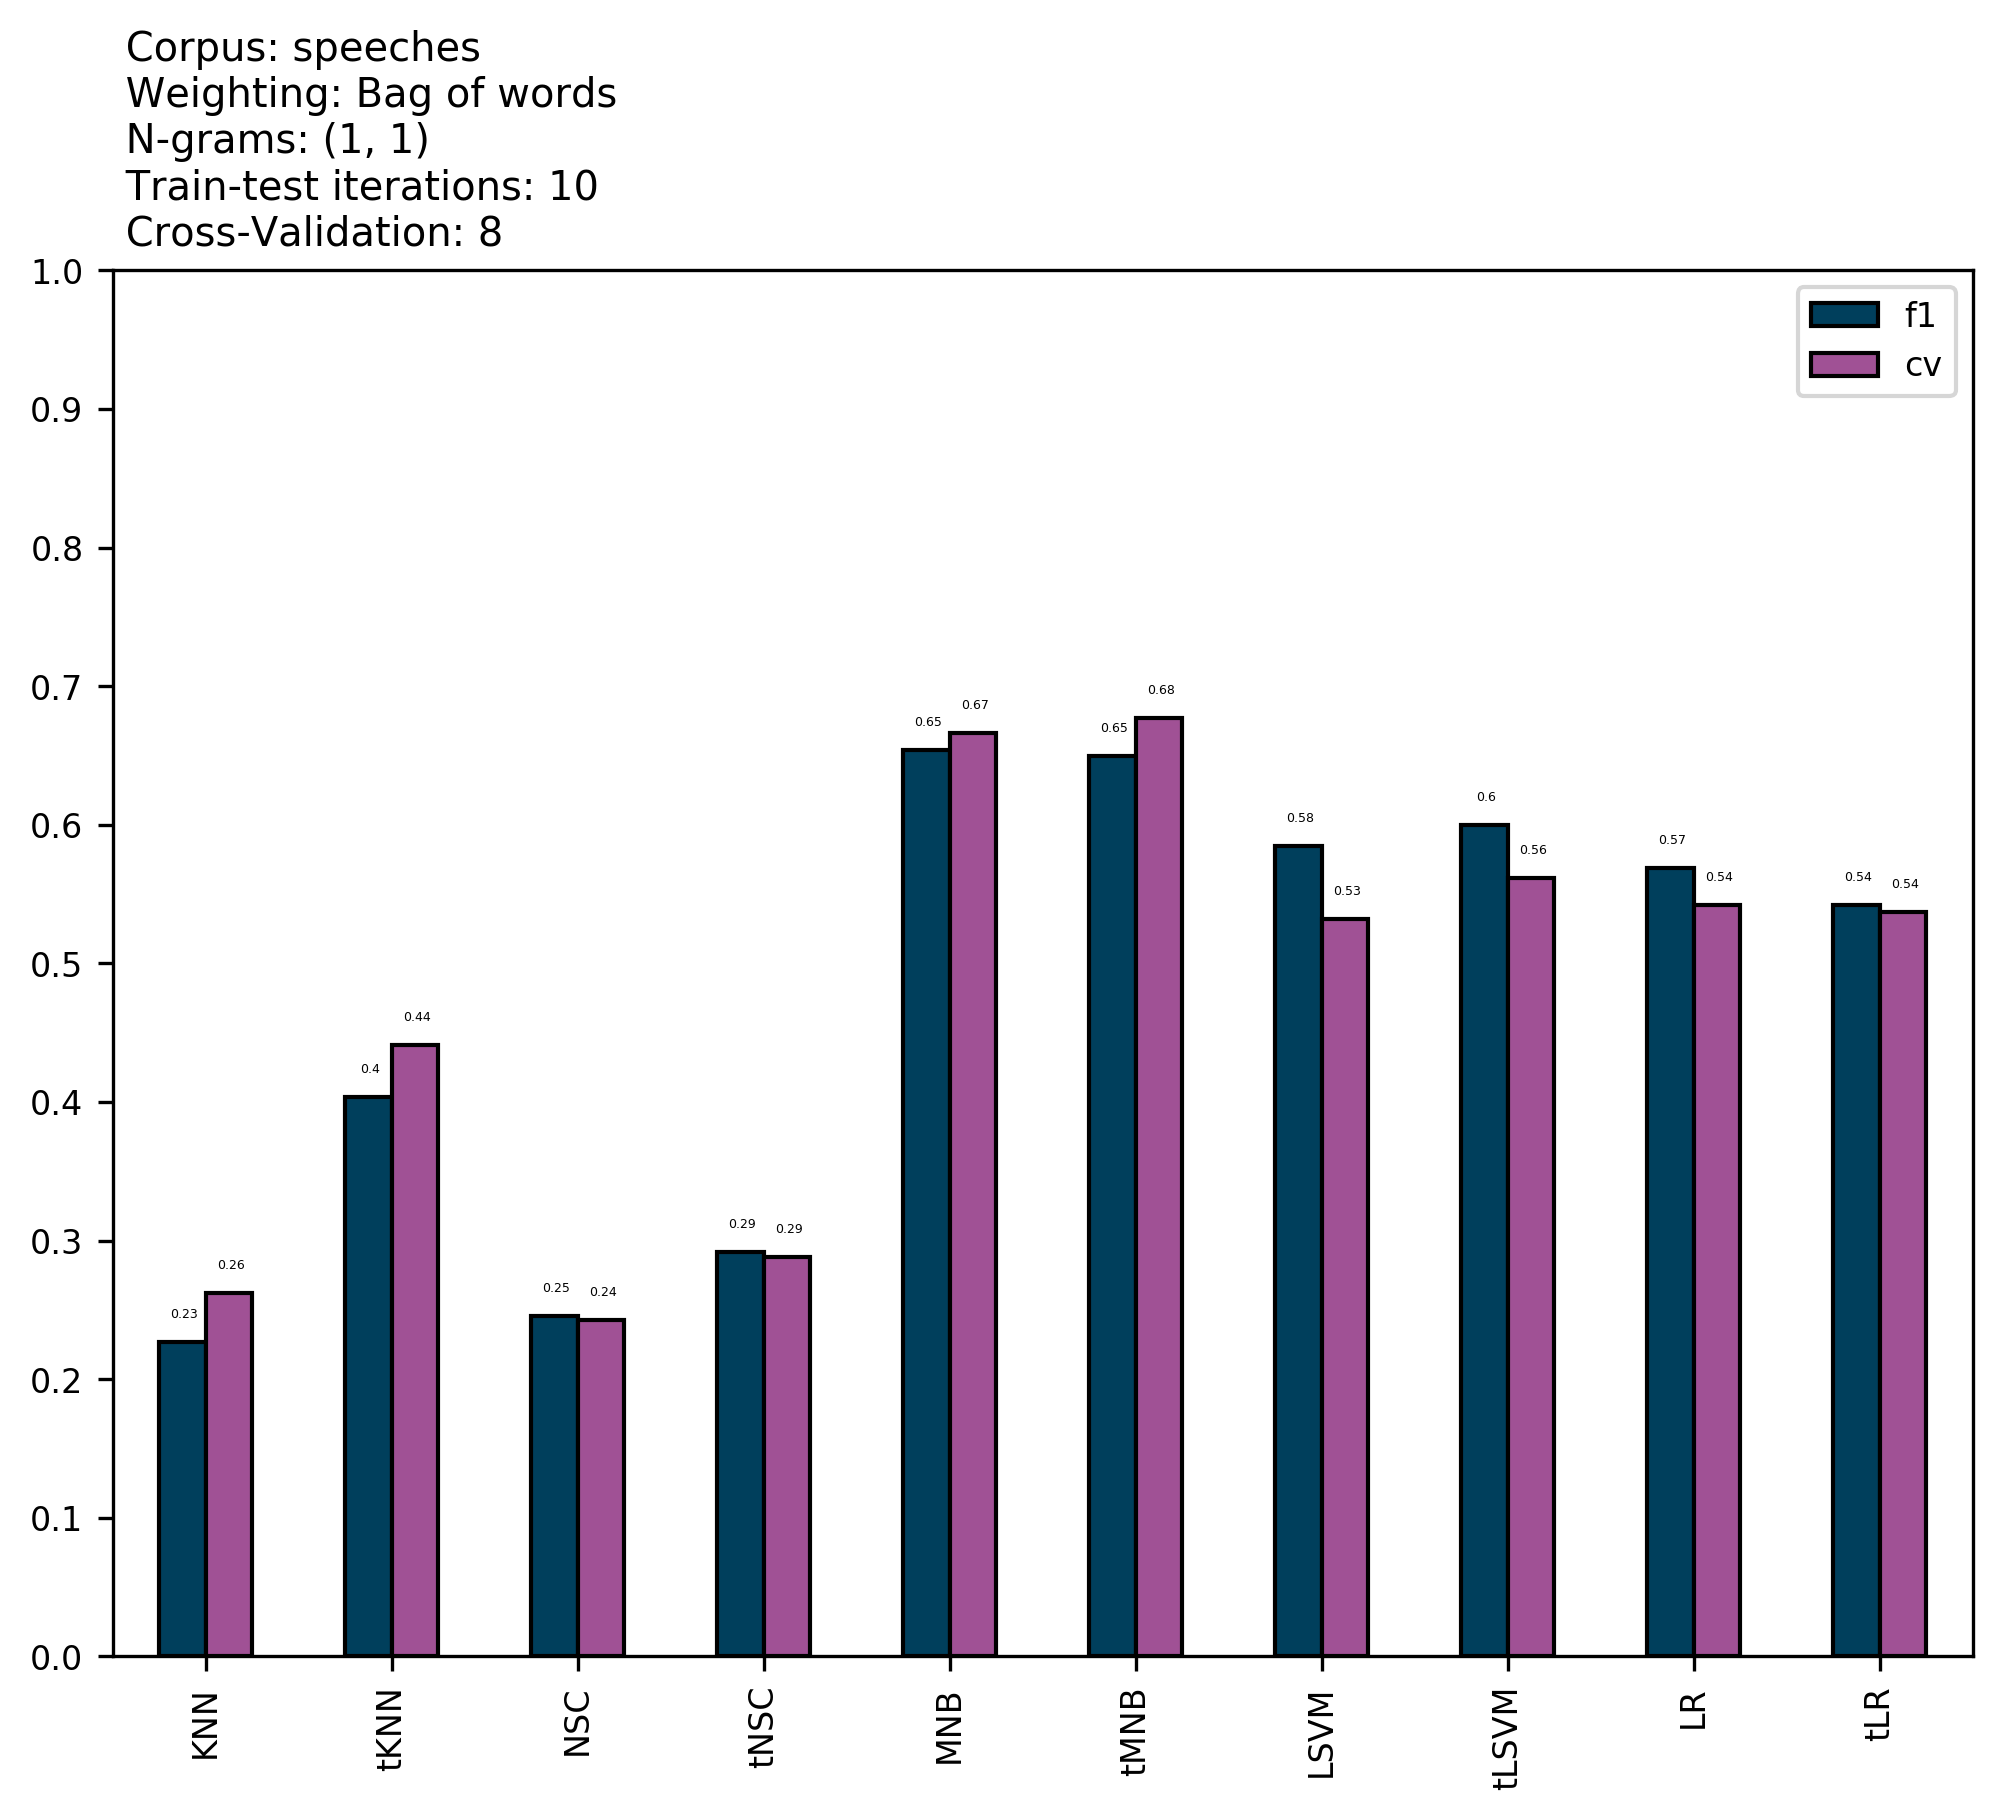 Corpus: speeches
Weighting: Bag of words
N-grams: (1, 1)
Train-test iterations: 10
Cross-Validation: 8
1.0
0.9
0.8
0.7
0.6
0.5
0.4
0.3
0.2
0.1
0.0
f1
cv
0.23
0.26
0.4
0.44
0.25
0.24
0.29
0.29
0.65
0.67
0.65
0.68
0.58
0.53
0.6
0.56
0.57
0.54
0.54
0.54
KNN
tKNN
NSC
tNSC
MNB
tMNB
LSVM
tLSVM
LR
tLR